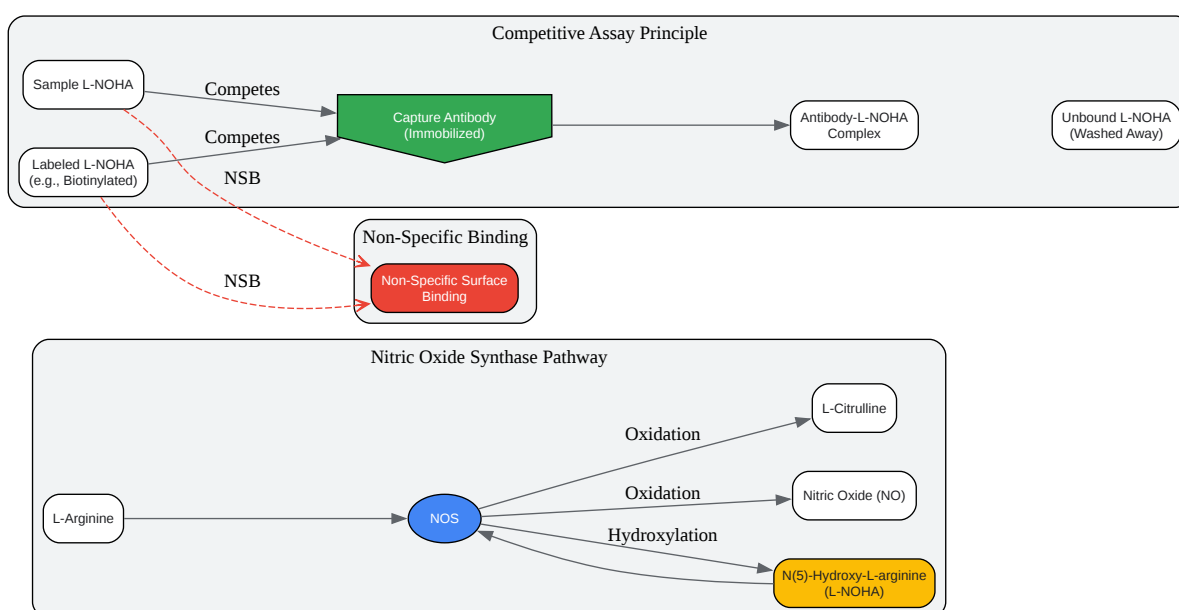 Competitive Assay Principle
Sample L-NOHA
Competes
Capture Antibody
(Immobilized)
Antibody-L-NOHA
Complex
Unbound L-NOHA
(Washed Away)
Competes
Labeled L-NOHA
(e.g., Biotinylated)
NSB
Non-Specific Binding
Non-Specific Surface
Binding
NSB
Nitric Oxide Synthase Pathway
L-Citrulline
Oxidation
Oxidation
Nitric Oxide (NO)
L-Arginine
NOS
Hydroxylation
N(5)-Hydroxy-L-arginine
(L-NOHA)